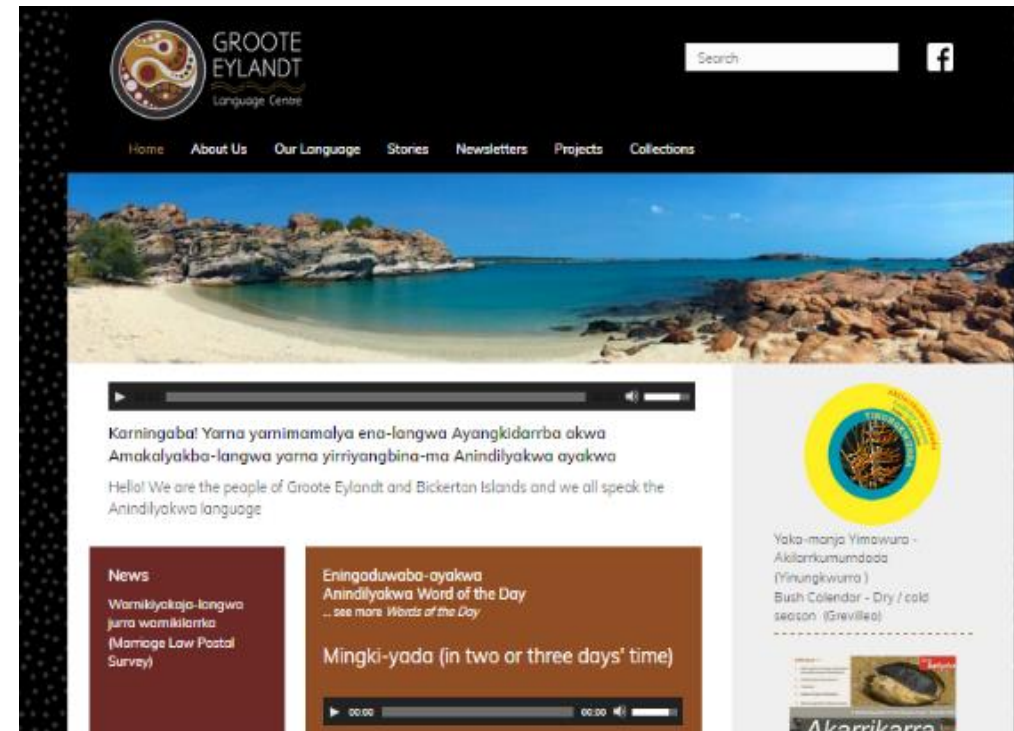 GROOTE
EYLANDT
Language Centre
Search
Home About Us Our Language Stories Newsletters Projects Collections
Karningaba! Yarna yarnimamalya ena-langwa Ayangkidarrba akwa
Amakalyakba-langwa yarna yirriyangbina-ma Anindilyakwa ayakwa
Hello! We are the people of Groote Eylandt and Bickerton Islands and we all speak the
Anindilyakwa language
News
Warnikiyakaja-langwa
jurra warnikilarrka
(Marriage Law Postal
Survey)
Eningaduwaba-ayakwa
Anindilyakwa Word of the Day
... see more Words of the Day
Mingki-yada (in two or three days' time)
00:00 00:00
YINUNGKWURRA
Yaka-manja Yimawura -
Akilarrkumurndada
(Yinungkwurra )
Bush Calendar - Dry / cold
season (Grevillea)
Akarrikarra